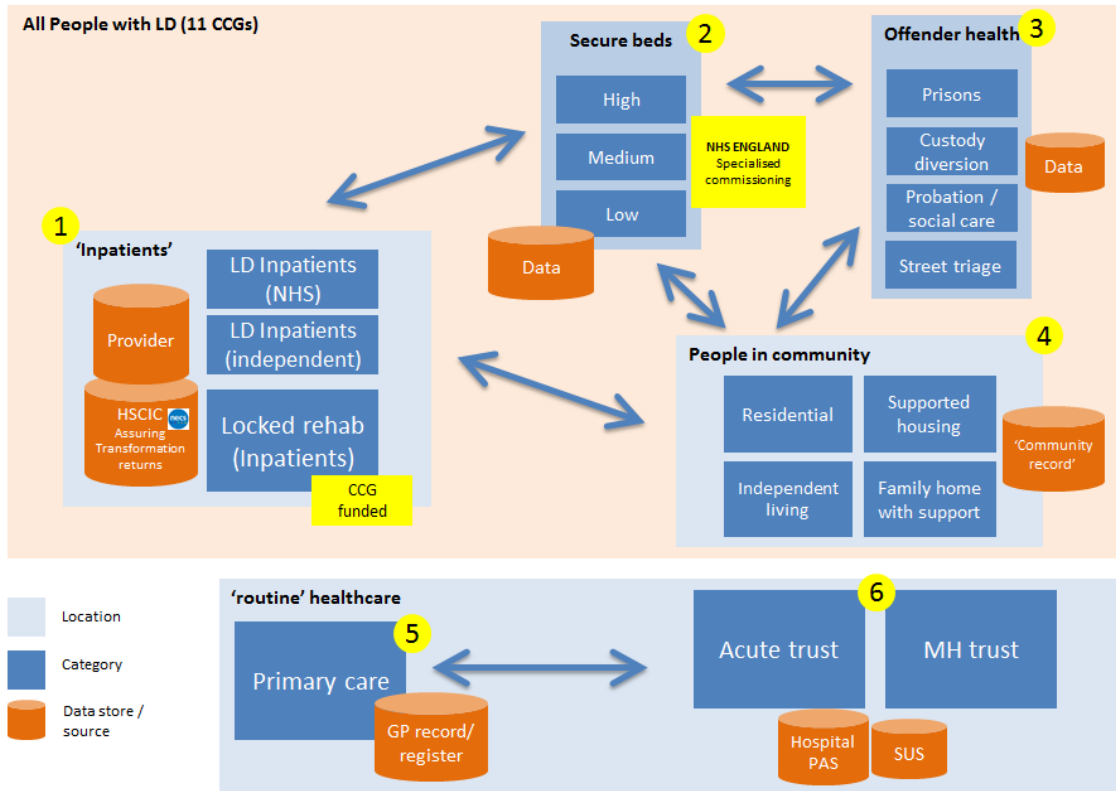 All People with LD (11 CCGs)
2
Secure beds
High
Medium
Low
NHS ENGLAND
Specialised
commissioning
Data
3
Offender health
Prisons
Custody
diversion
Probation /
social care
Street triage
Data
1
‘Inpatients’
LD Inpatients
(NHS)
LD Inpatients
(independent)
Locked rehab
(Inpatients)
Provider
HSCIC
necs
Assuring
Transformation
returns
CCG
funded
4
People in community
Residential
Supported
housing
Independent
living
Family home
with support
‘Community
record’
Location
Category
Data store /
source
‘routine’ healthcare
5
Primary care
GP record/
register
6
Acute trust
MH trust
Hospital
PAS
SUS